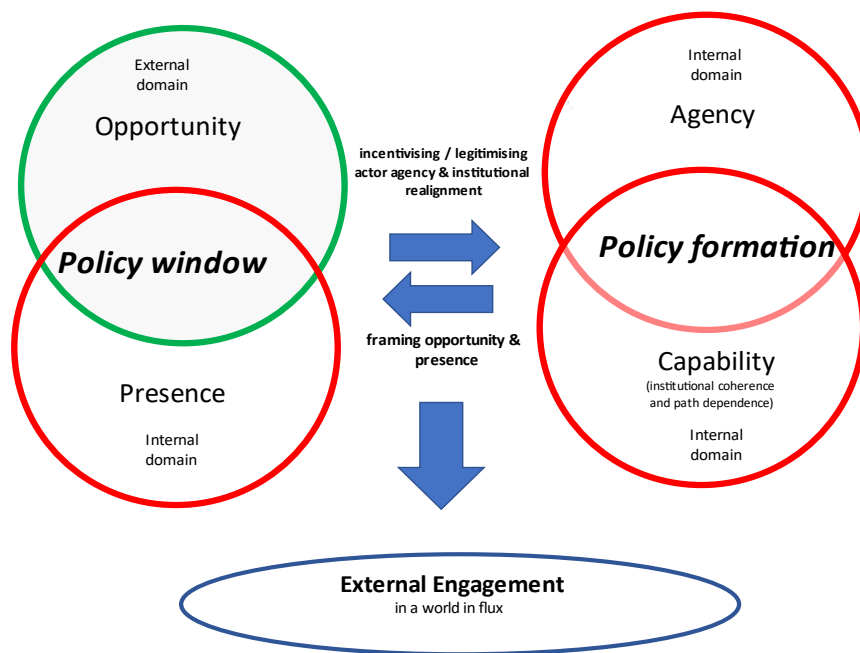 External
domain
Opportunity
Policy window
Presence
Internal
domain
incentivising / legitimising
actor agency & institutional
realignment
framing opportunity &
presence
Internal
domain
Agency
Policy formation
Capability
(institutional coherence
and path dependence)
Internal
domain
External Engagement
in a world in flux